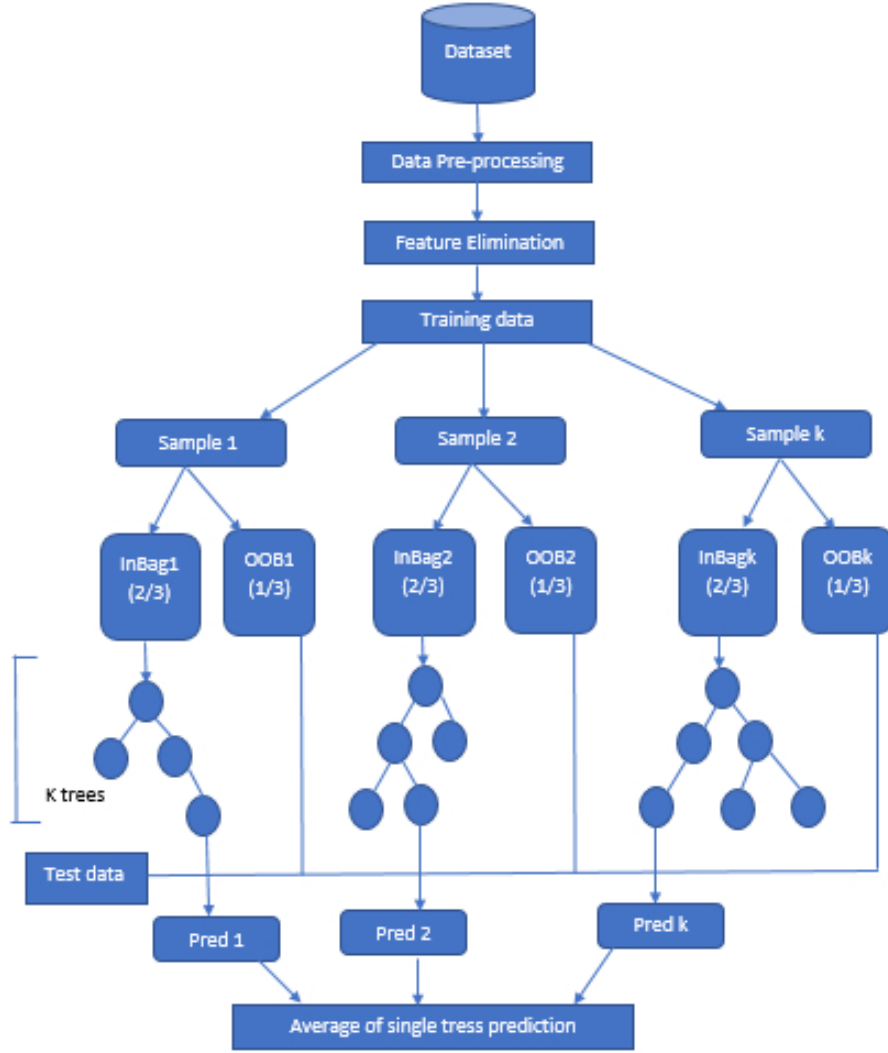 Dataset
Data Pre-processing
Feature Elimination
Training data
Sample 1
Sample 2
Sample k
InBag1
(2/3)
OOB1
(1/3)
InBag2
(2/3)
OOB2
(1/3)
InBagk
(2/3)
OOBk
(1/3)
K trees
Test data
Pred 1
Pred 2
Pred k
Average of single tress prediction